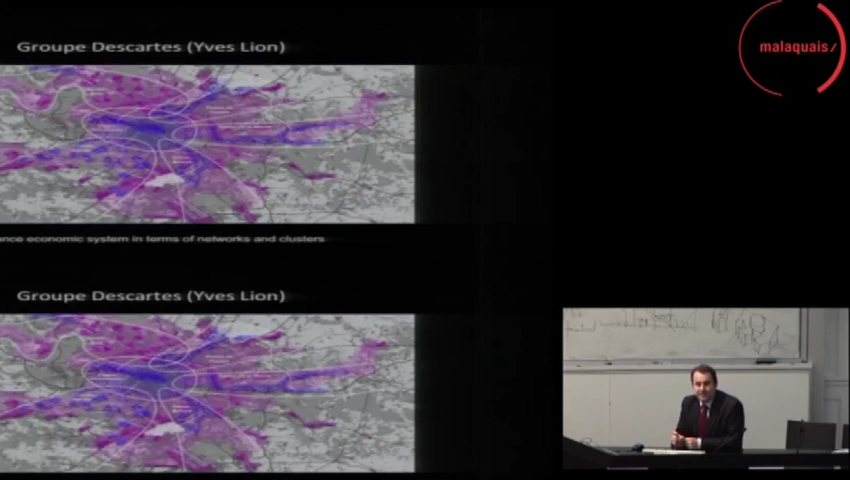 Groupe Descartes (Yves Lion)
malaquais/
ance economic system in terms of networks and clusters
Groupe Descartes (Yves Lion)